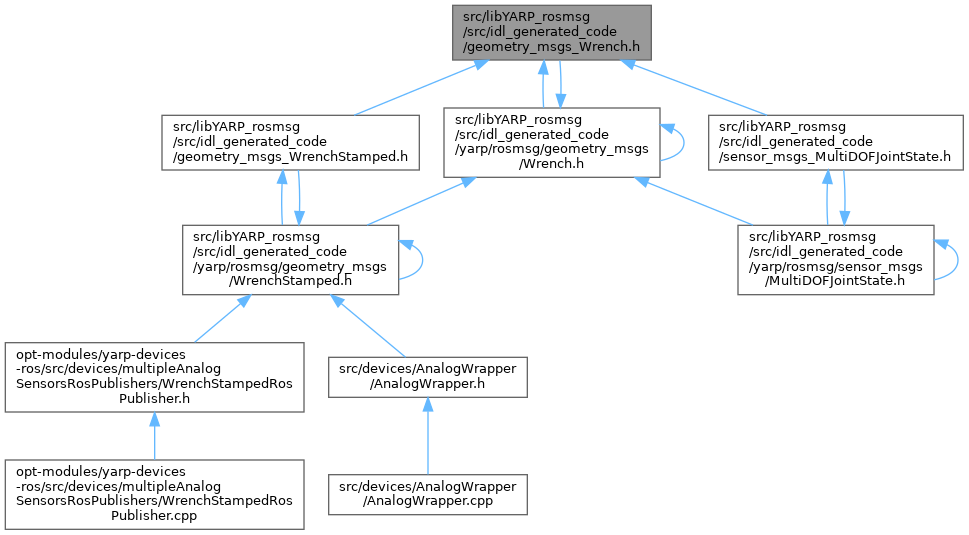 src/libYARP_rosmsg
/src/idl_generated_code
/geometry_msgs_Wrench.h
src/libYARP_rosmsg
/src/idl_generated_code
/geometry_msgs_WrenchStamped.h
src/libYARP_rosmsg
/src/idl_generated_code
/yarp/rosmsg/geometry_msgs
/Wrench.h
src/libYARP_rosmsg
/src/idl_generated_code
/sensor_msgs_MultiDOFJointState.h
src/libYARP_rosmsg
/src/idl_generated_code
/yarp/rosmsg/geometry_msgs
/WrenchStamped.h
src/libYARP_rosmsg
/src/idl_generated_code
/yarp/rosmsg/sensor_msgs
/MultiDOFJointState.h
opt-modules/yarp-devices
-ros/src/devices/multipleAnalog
SensorsRosPublishers/WrenchStampedRos
Publisher.h
src/devices/AnalogWrapper
/AnalogWrapper.h
opt-modules/yarp-devices
-ros/src/devices/multipleAnalog
SensorsRosPublishers/WrenchStampedRos
Publisher.cpp
src/devices/AnalogWrapper
/AnalogWrapper.cpp